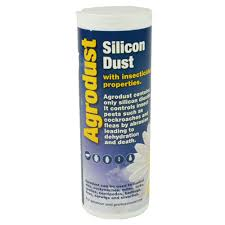 Agrodust
Silicon
Dust
with insecticidal
properties.
Agrodust contains
only silicon dioxide.
It controls insect
pests such as
cockroaches and
fleas by abrasion
leading to
dehydration and
death.